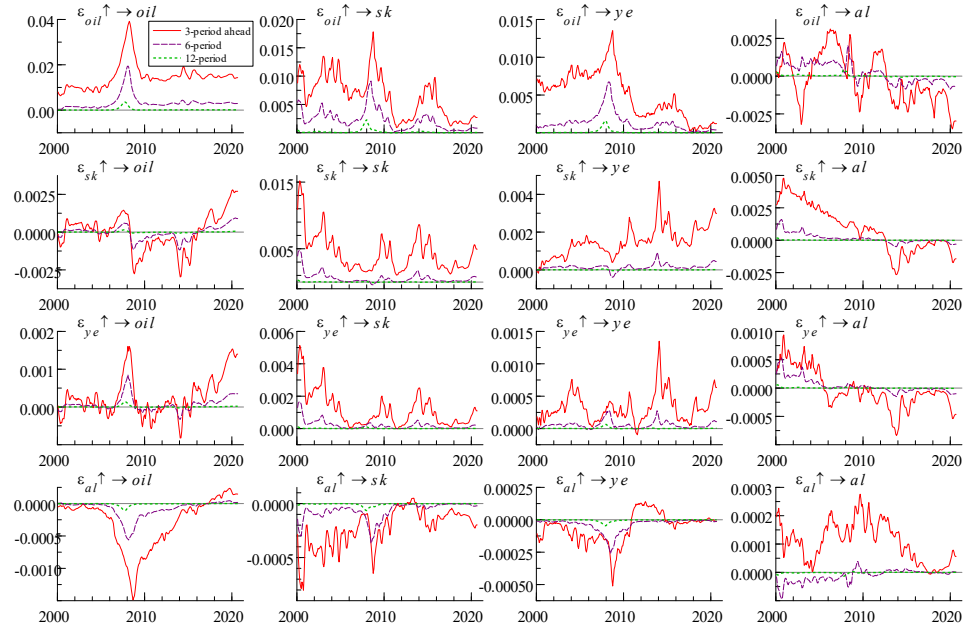 ε_oil↑→oil ε_oil↑→sk ε_oil↑→ye ε_oil↑→al
3-period ahead
6-period
12-period
0.04 0.02 0.00
0.020 0.015 0.010 0.005 0.000
0.015 0.010 0.005 0.000
0.0025 0.0000 -0.0025
2000 2010 2020 2000 2010 2020 2000 2010 2020 2000 2010 2020
ε_sk↑→oil ε_sk↑→sk ε_sk↑→ye ε_sk↑→al
0.0025 0.0000 -0.0025
0.015 0.005
0.004 0.002 0.000
0.0050 0.0025 0.0000 -0.0025
2000 2010 2020 2000 2010 2020 2000 2010 2020 2000 2010 2020
ε_ye↑→oil ε_ye↑→sk ε_ye↑→ye ε_ye↑→al
0.002 0.001 0.000
0.006 0.004 0.002 0.000
0.0015 0.0010 0.0005 0.0000
0.0010 0.0005 0.0000 -0.0005
2000 2010 2020 2000 2010 2020 2000 2010 2020 2000 2010 2020
ε_al↑→oil ε_al↑→sk ε_al↑→ye ε_al↑→al
0.0000 -0.0005 -0.0010
0.0000 -0.0005
0.00025 0.00000 -0.00025 -0.00050
0.0003 0.0002 0.0001 0.0000
2000 2010 2020 2000 2010 2020 2000 2010 2020 2000 2010 2020